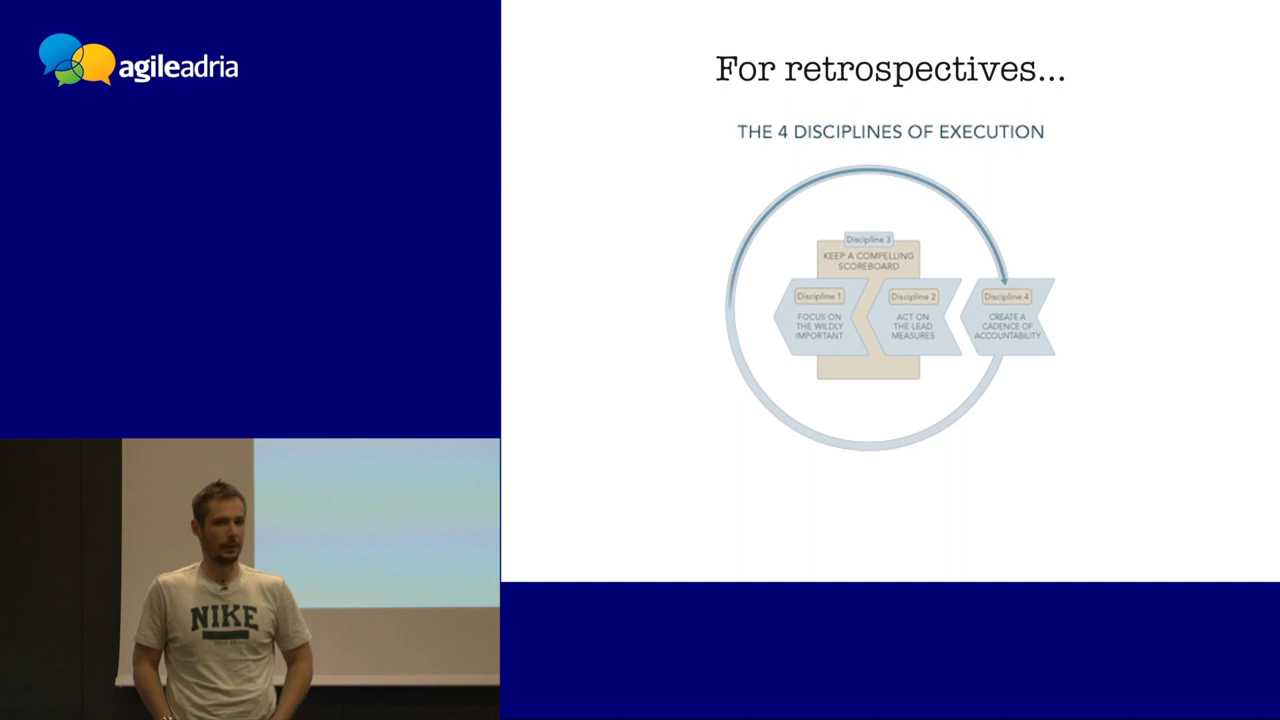 agileadria
For retrospectives...
THE 4 DISCIPLINES OF EXECUTION
Discipline 3
KEEP A COMPELLING
SCOREBOARD
Discipline 1
FOCUS ON
THE WILDLY
IMPORTANT
Discipline 2
ACT ON
THE LEAD
MEASURES
Discipline 4
CREATE A
CADENCE OF
ACCOUNTABILITY
NIKE